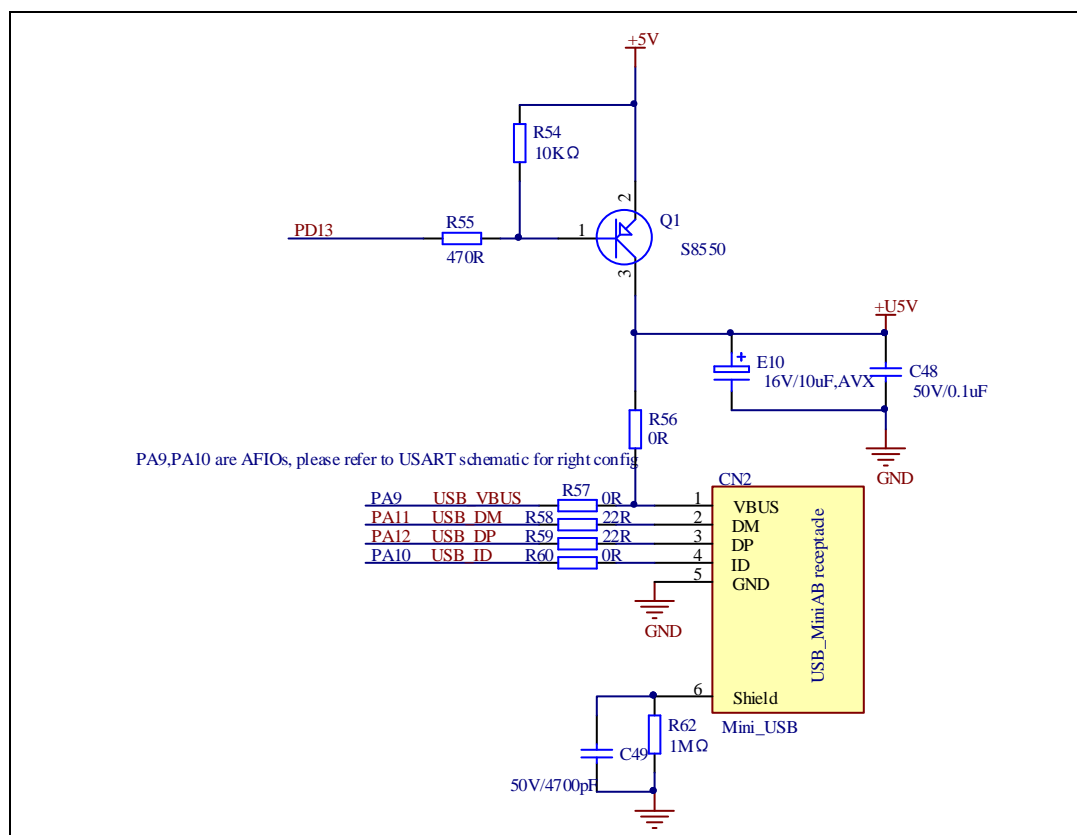 +5V
R54
10KΩ
2
Q1
PD13
R55
1
S8550
470R
3
+U5V
E10
16V/10uF,AVX
C48
50V/0.1uF
R56
0R
GND
PA9,PA10 are AFIOs, please refer to USART schematic for right config
CN2
PA9 USB_VBUS R57 0R 1 VBUS
PA11 USB_DM R58 22R 2 DM
PA12 USB_DP R59 22R 3 DP
PA10 USB_ID R60 0R 4 ID
5 GND
GND
USB_MiniAB receptacle
6 Shield
Mini_USB
R62
1MΩ
C49
50V/4700pF